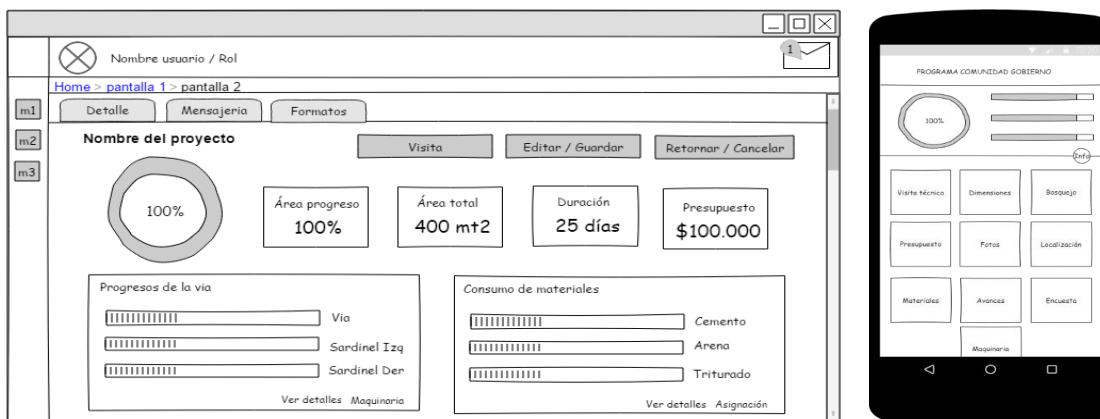 Nombre usuario / Rol
1
Home > pantalla 1 > pantalla 2
m1
m2
m3
Detalle
Mensajeria
Formatos
Nombre del proyecto
Visita
Editar / Guardar
Retornar / Cancelar
100%
Área progreso
100%
Área total
400 mt2
Duración
25 días
Presupuesto
$100.000
Progresos de la via
Via
Sardinel Izq
Sardinel Der
Ver detalles Maquinaria
Consumo de materiales
Cemento
Arena
Triturado
Ver detalles Asignación
PROGRAMA COMUNIDAD GOBIERNO
100%
Info
Visita técnica
Dimensiones
Bosquejo
Presupuesto
Fotos
Localización
Materiales
Avances
Encuesta
Maquinaria